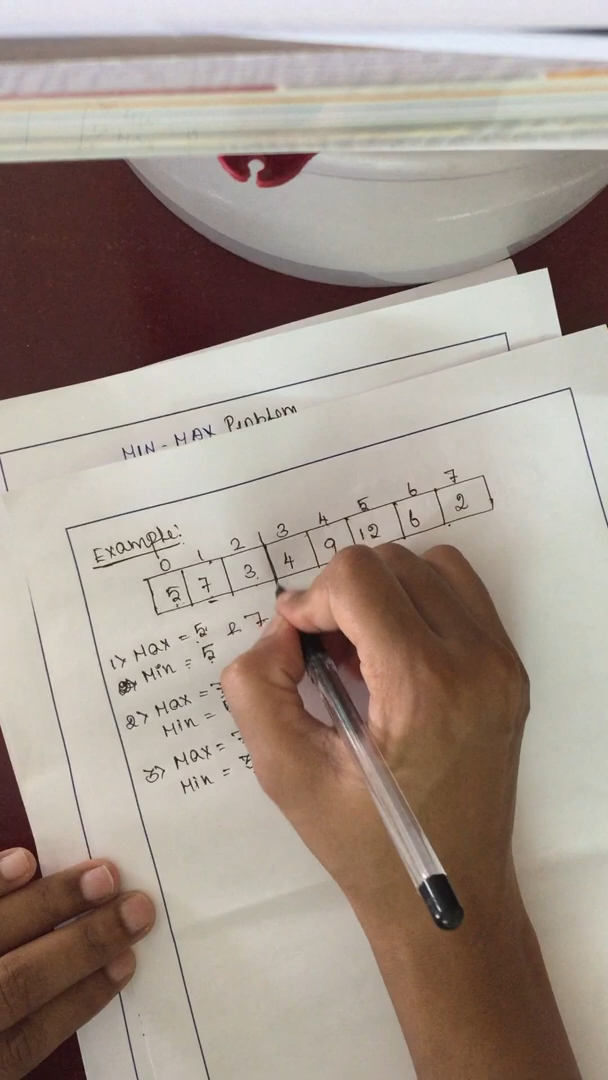 MIN - MAX Problem
Example:
0 1 2 3 4 5 6 7
5 7 3 4 9 12 6 2
1) Max = 5 & 7
Min = 5
2) Max =
Min =
3) Max =
Min =